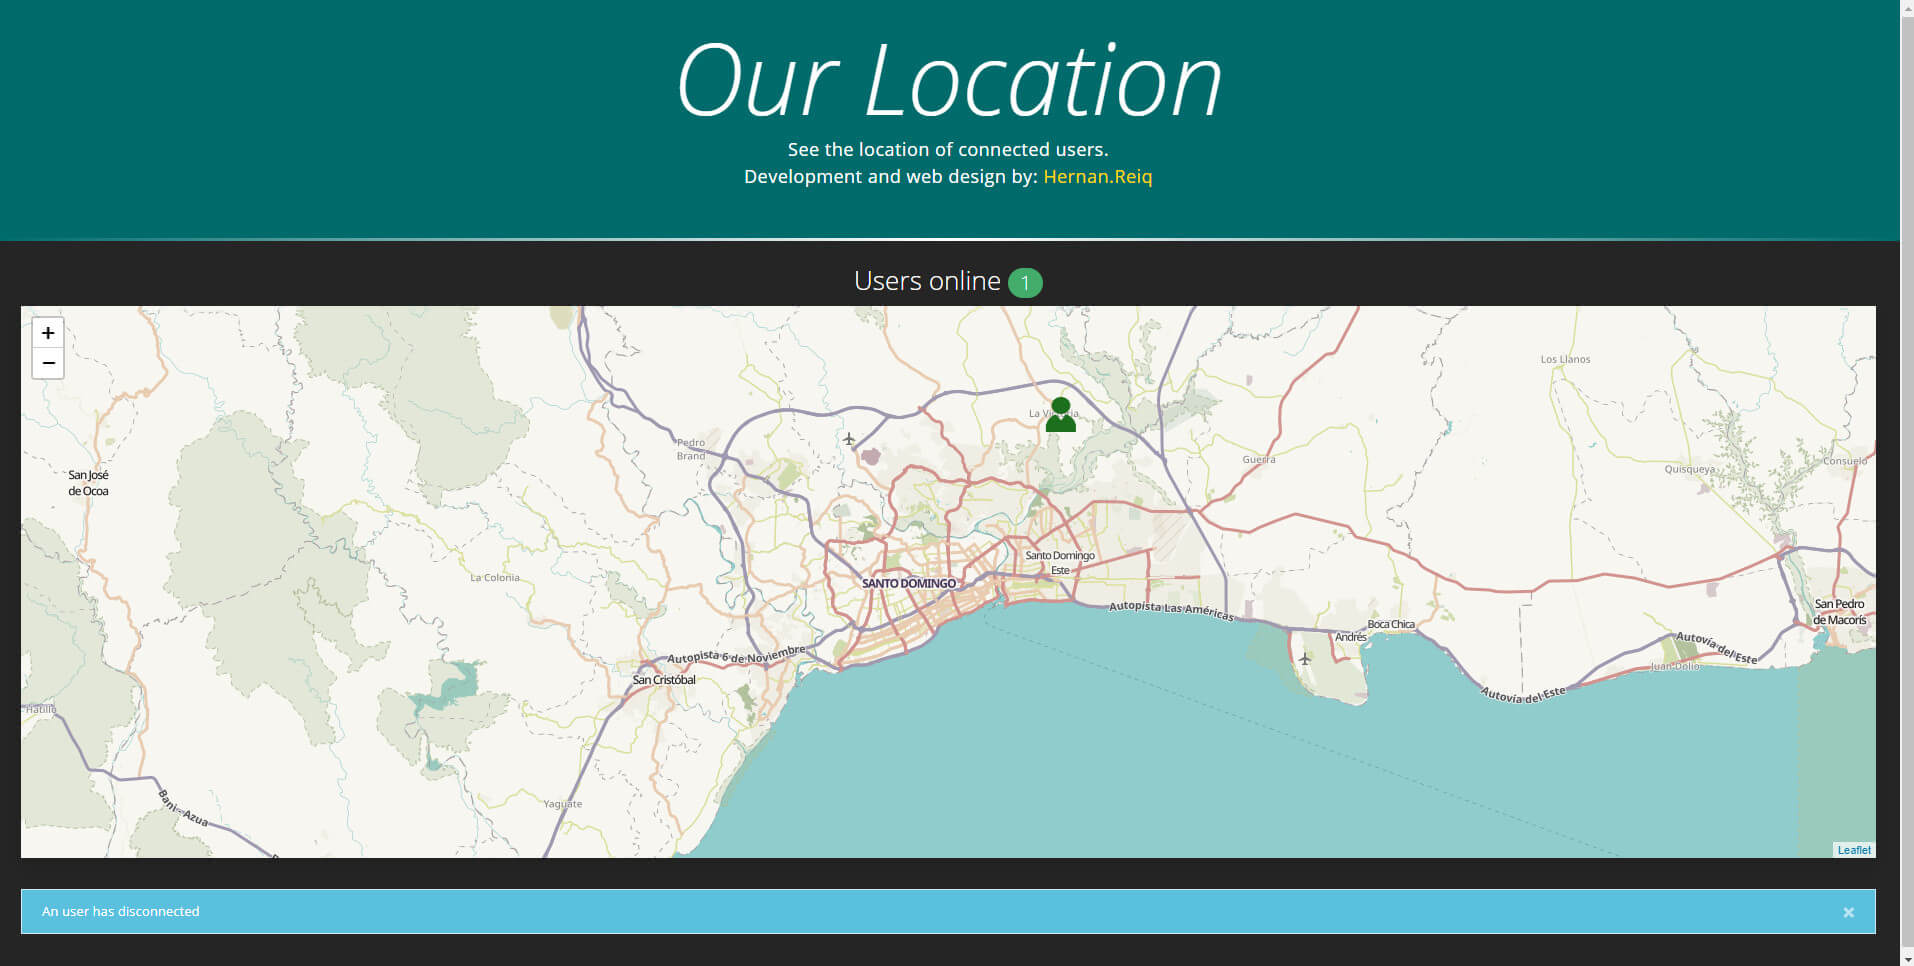 Our Location
See the location of connected users.
Development and web design by: Hernan.Reiq
Users online 1
+
−
Los Llanos
Pedro
Brand
Guerra
Consuelo
Quisqueya
San José
de Ocoa
Santo Domingo
Este
La Colonia
SANTO DOMINGO
Autopista Las Américas
San Pedro
de Macorís
Boca Chica
Andrés
Autopista 6 de Noviembre
Autovía del Este
Juan Dolio
San Cristóbal
Autovía del Este
Hatillo
Yaguate
Bani - Azua
Leaflet
An user has disconnected
×